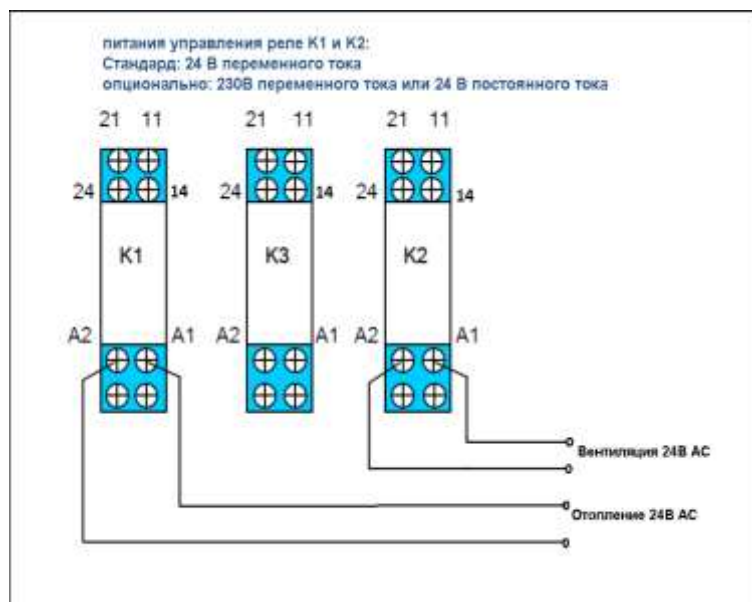 питания управления реле К1 и К2:
Стандард: 24 В переменного тока
опционально: 230В переменного тока или 24 В постоянного тока
21 11 21 11 21 11
24 14 24 14 24 14
K1 K3 K2
A2 A1 A2 A1 A2 A1
Вентиляция 24В АС
Отопление 24В АС